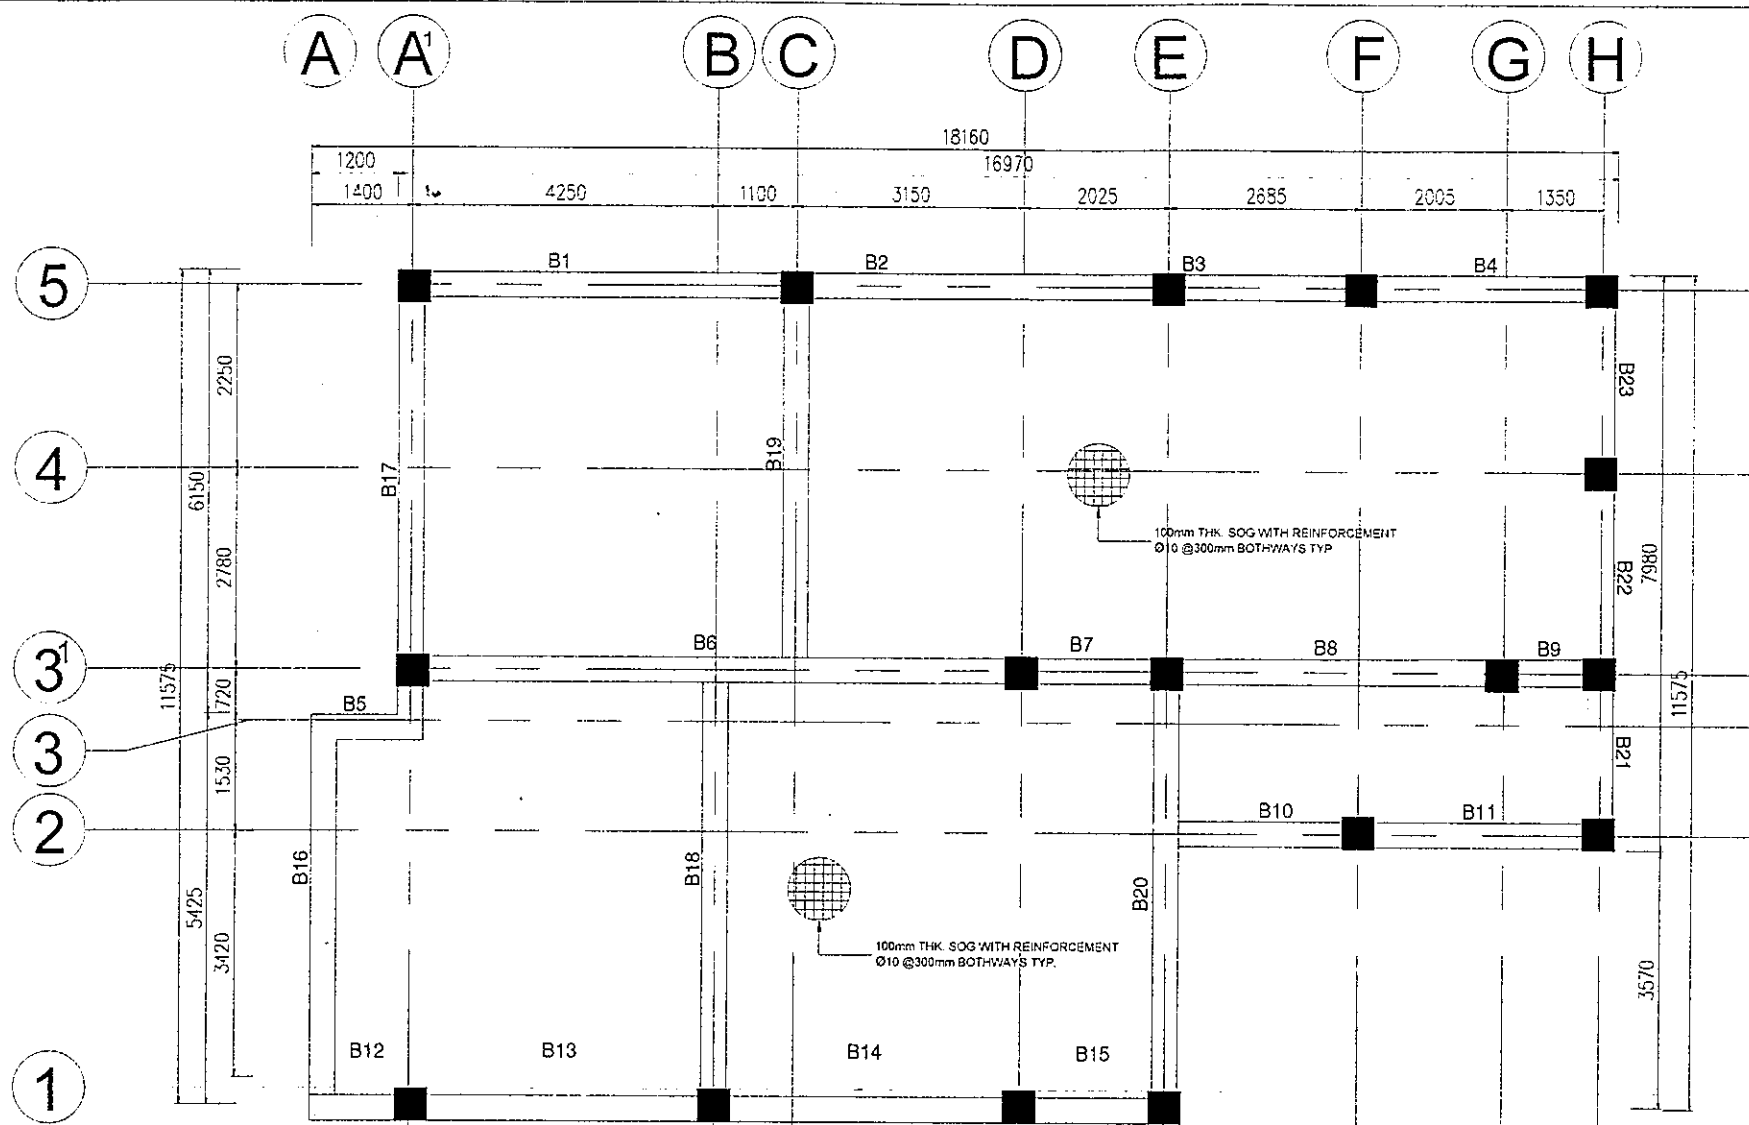 A A1 B C D E F G H
18160
1200 16970
1400 4250 1100 3150 2025 2685 2005 1350
5 B1 B2 B3 B4
2250 B23
4 B17 B19
6150
100mm THK. SOG WITH REINFORCEMENT
Ø10 @300mm BOTHWAYS TYP
2780 B22 7980
31 B6 B7 B8 B9
11575 1720 B5 11575
3 B21
1530
2 B10 B11
B16 B18 B20
5425
3420
100mm THK. SOG WITH REINFORCEMENT
Ø10 @300mm BOTHWAYS TYP.
3570
B12 B13 B14 B15
1